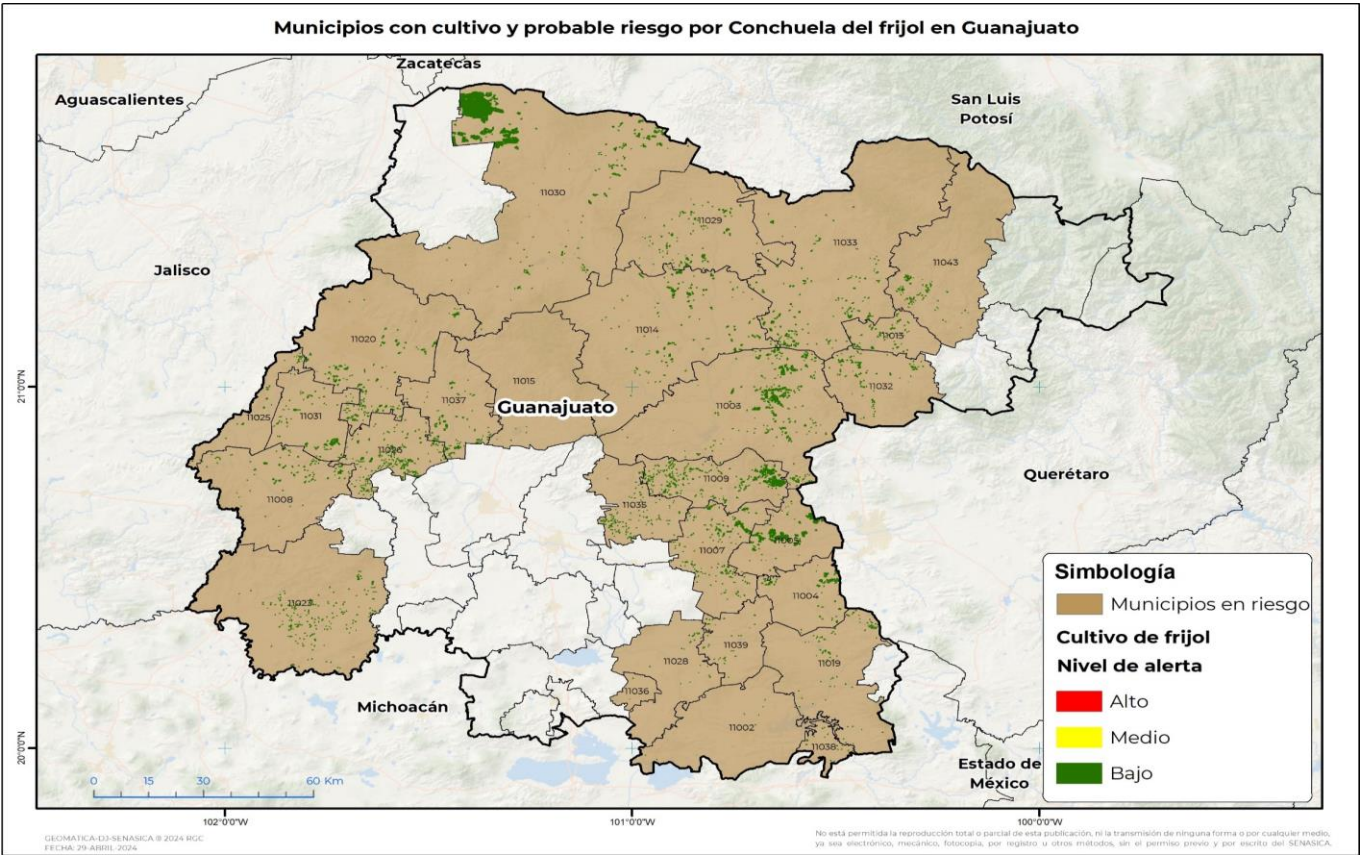 Municipios con cultivo y probable riesgo por Conchuela del frijol en Guanajuato
Zacatecas
Aguascalientes
San Luis
Potosí
11030
11029
11033
Jalisco
11043
11014
11020
11013
21°0'0"N
11015
11032
Guanajuato
11003
11025
11031
11037
11026
Querétaro
11009
11008
11035
11007
11005
Simbología
Municipios en riesgo
11004
11023
Cultivo de frijol
Nivel de alerta
11039
11028
11019
11036
Alto
Michoacán
11002
Medio
20°0'0"N
11038
Estado de
México
Bajo
0 15 30 60 Km
102°0'0"W
101°0'0"W
100°0'0"W
GEOMÁTICA-DJ-SENASICA © 2024 RGC
FECHA: 29-ABRIL-2024
No está permitida la reproducción total o parcial de esta publicación, ni la transmisión de ninguna forma o por cualquier medio,
ya sea electrónico, mecánico, fotocopia, por registro u otros métodos, sin el permiso previo y por escrito del SENASICA.